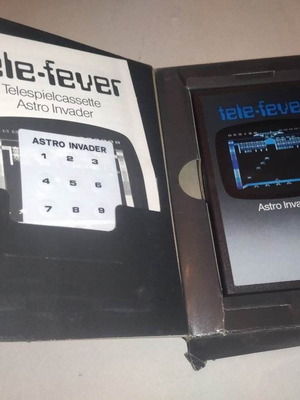 tele-fever
Telespielcassette
Astro Invader
ASTRO INVADER
1 2 3
4 5 6
7 8 9
tele-fever
Astro Inva